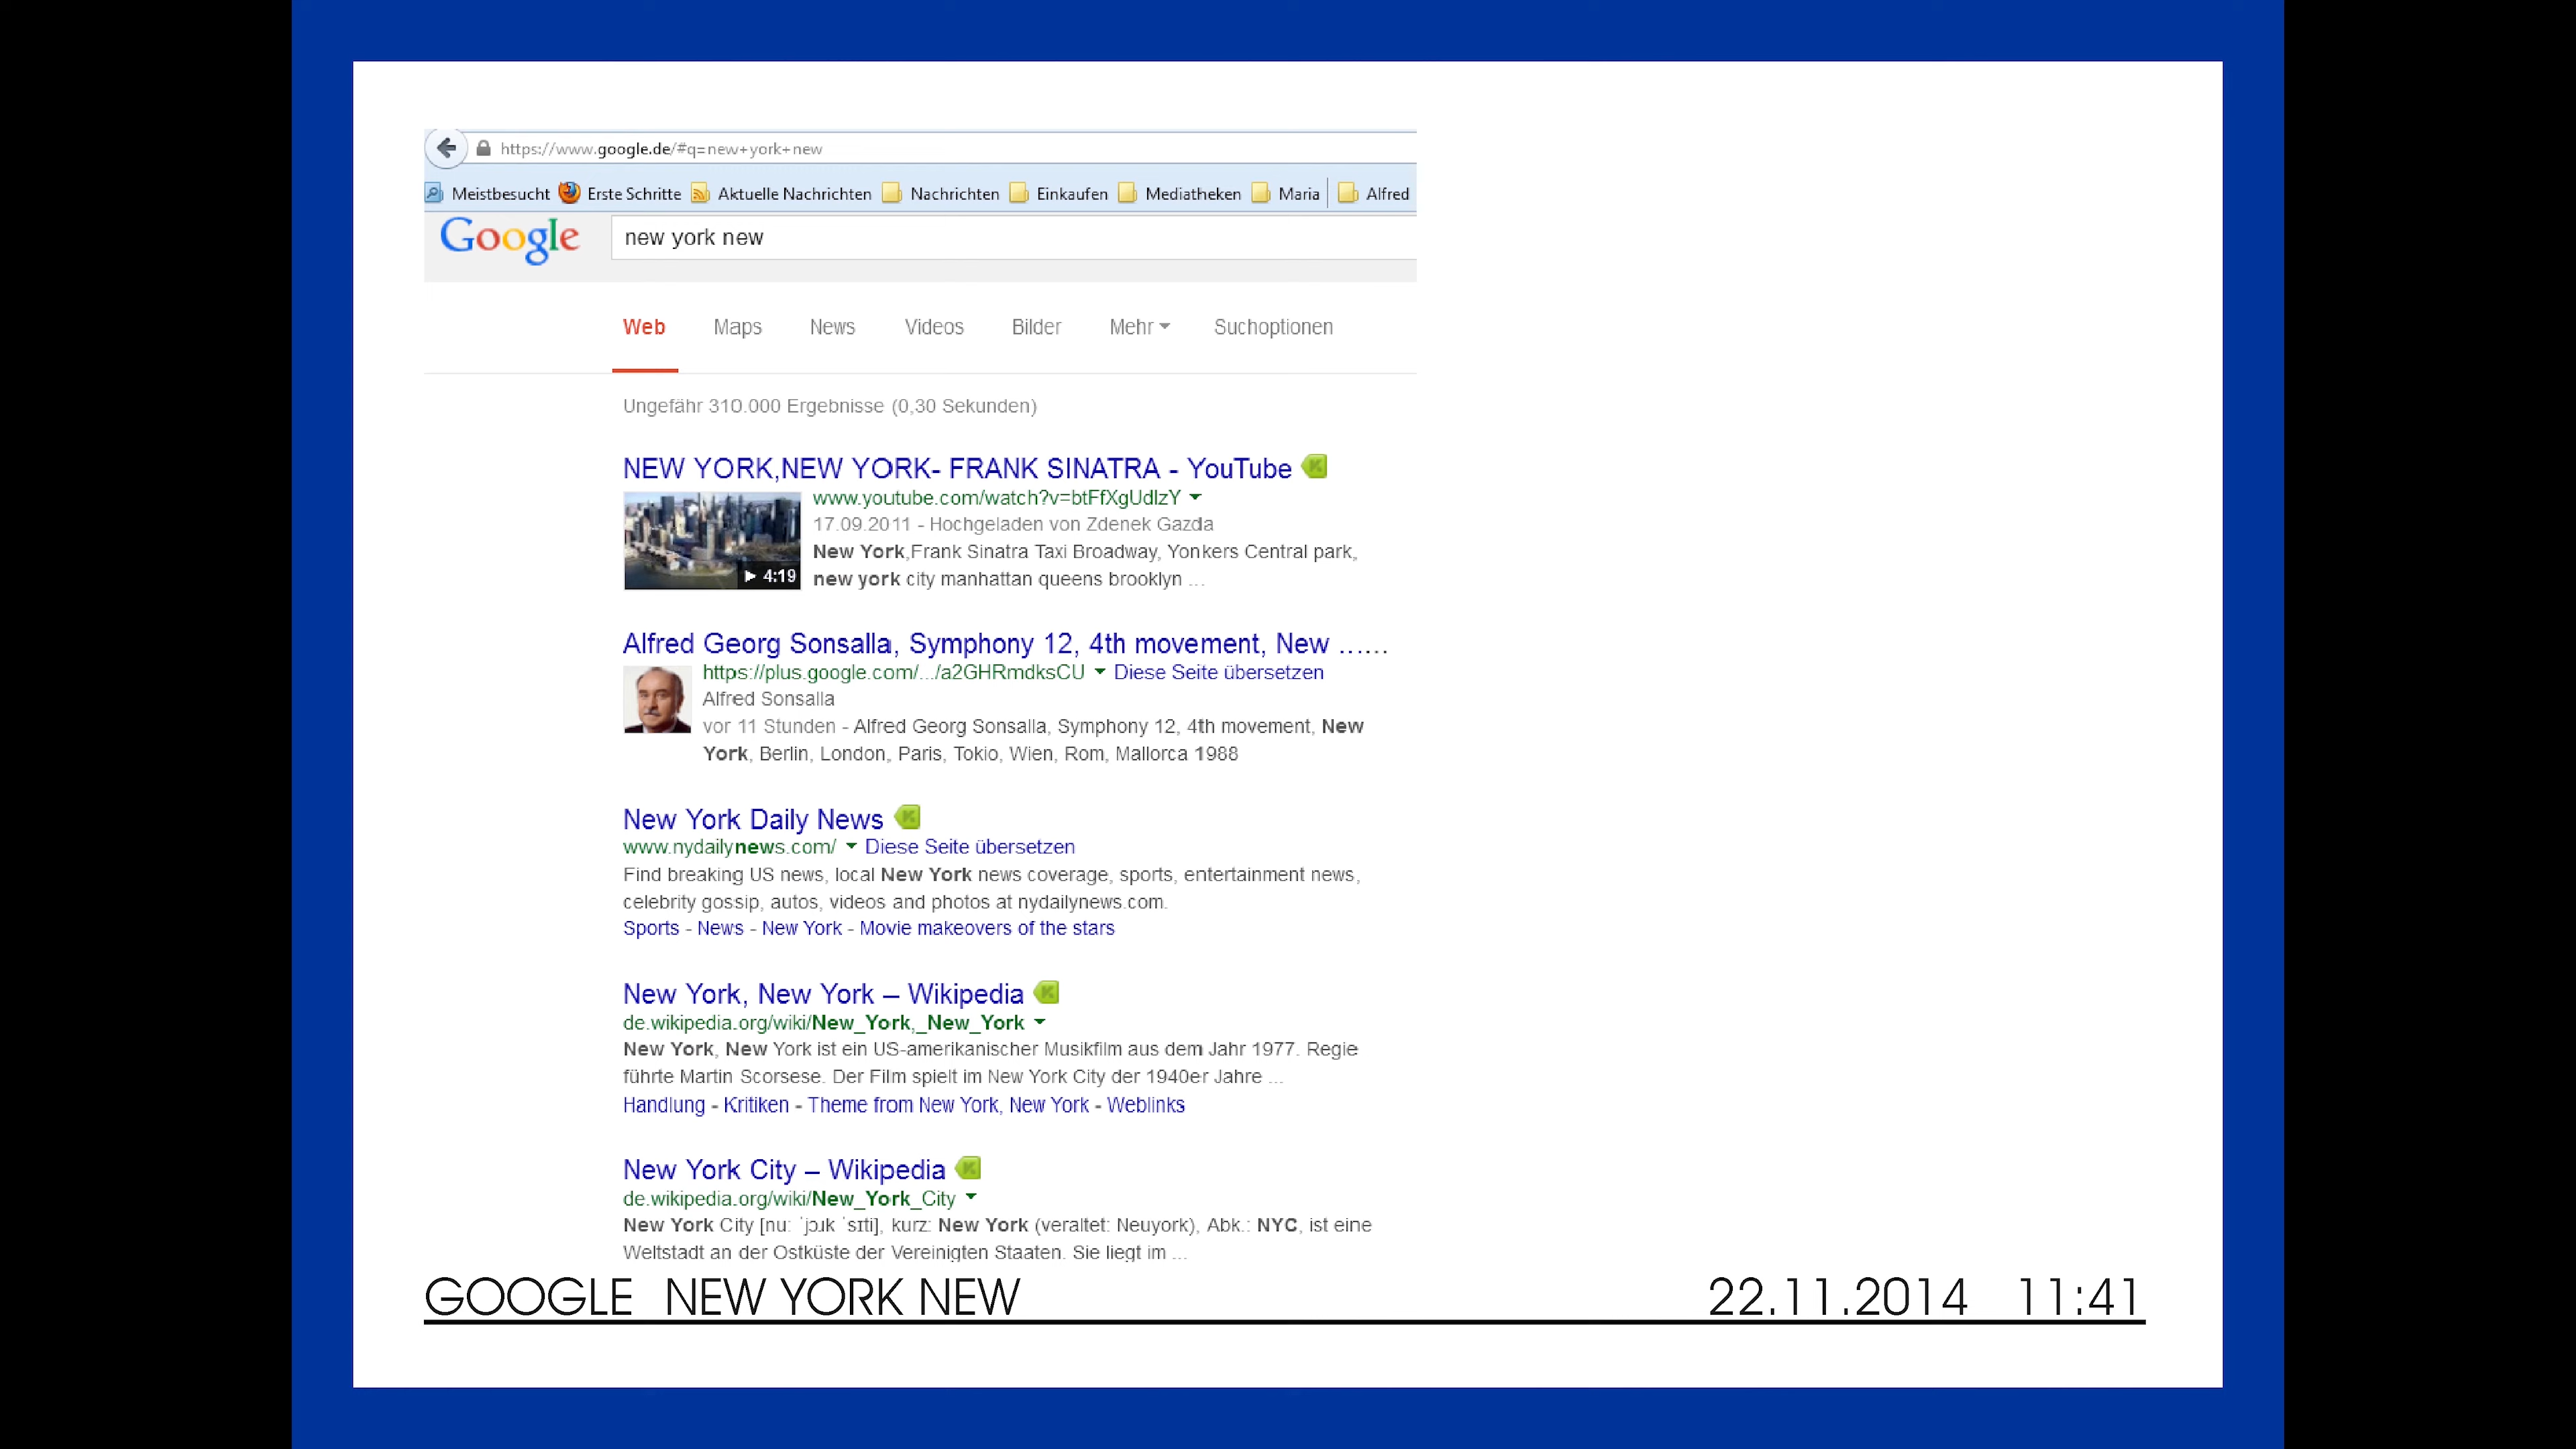 https://www.google.de/#q=new+york+new
Meistbesucht Erste Schritte Aktuelle Nachrichten Nachrichten Einkaufen Mediatheken Maria Alfred
Google new york new
Web Maps News Videos Bilder Mehr Suchoptionen
Ungefähr 310.000 Ergebnisse (0,30 Sekunden)
NEW YORK,NEW YORK- FRANK SINATRA - YouTube
www.youtube.com/watch?v=btFfXgUdIzY
17.09.2011 - Hochgeladen von Zdenek Gazda
New York,Frank Sinatra Taxi Broadway, Yonkers Central park,
4:19 new york city manhattan queens brooklyn ...
Alfred Georg Sonsalla, Symphony 12, 4th movement, New ......
https://plus.google.com/.../a2GHRmdksCU Diese Seite übersetzen
Alfred Sonsalla
vor 11 Stunden - Alfred Georg Sonsalla, Symphony 12, 4th movement, New
York, Berlin, London, Paris, Tokio, Wien, Rom, Mallorca 1988
New York Daily News
www.nydailynews.com/ Diese Seite übersetzen
Find breaking US news, local New York news coverage, sports, entertainment news,
celebrity gossip, autos, videos and photos at nydailynews.com.
Sports - News - New York - Movie makeovers of the stars
New York, New York – Wikipedia
de.wikipedia.org/wiki/New_York,_New_York
New York, New York ist ein US-amerikanischer Musikfilm aus dem Jahr 1977. Regie
führte Martin Scorsese. Der Film spielt im New York City der 1940er Jahre ...
Handlung - Kritiken - Theme from New York, New York - Weblinks
New York City – Wikipedia
de.wikipedia.org/wiki/New_York_City
New York City [nuː ˈjɔɹk ˈsɪti], kurz: New York (veraltet: Neuyork), Abk.: NYC, ist eine
Weltstadt an der Ostküste der Vereinigten Staaten. Sie liegt im ...
GOOGLE NEW YORK NEW 22.11.2014 11:41